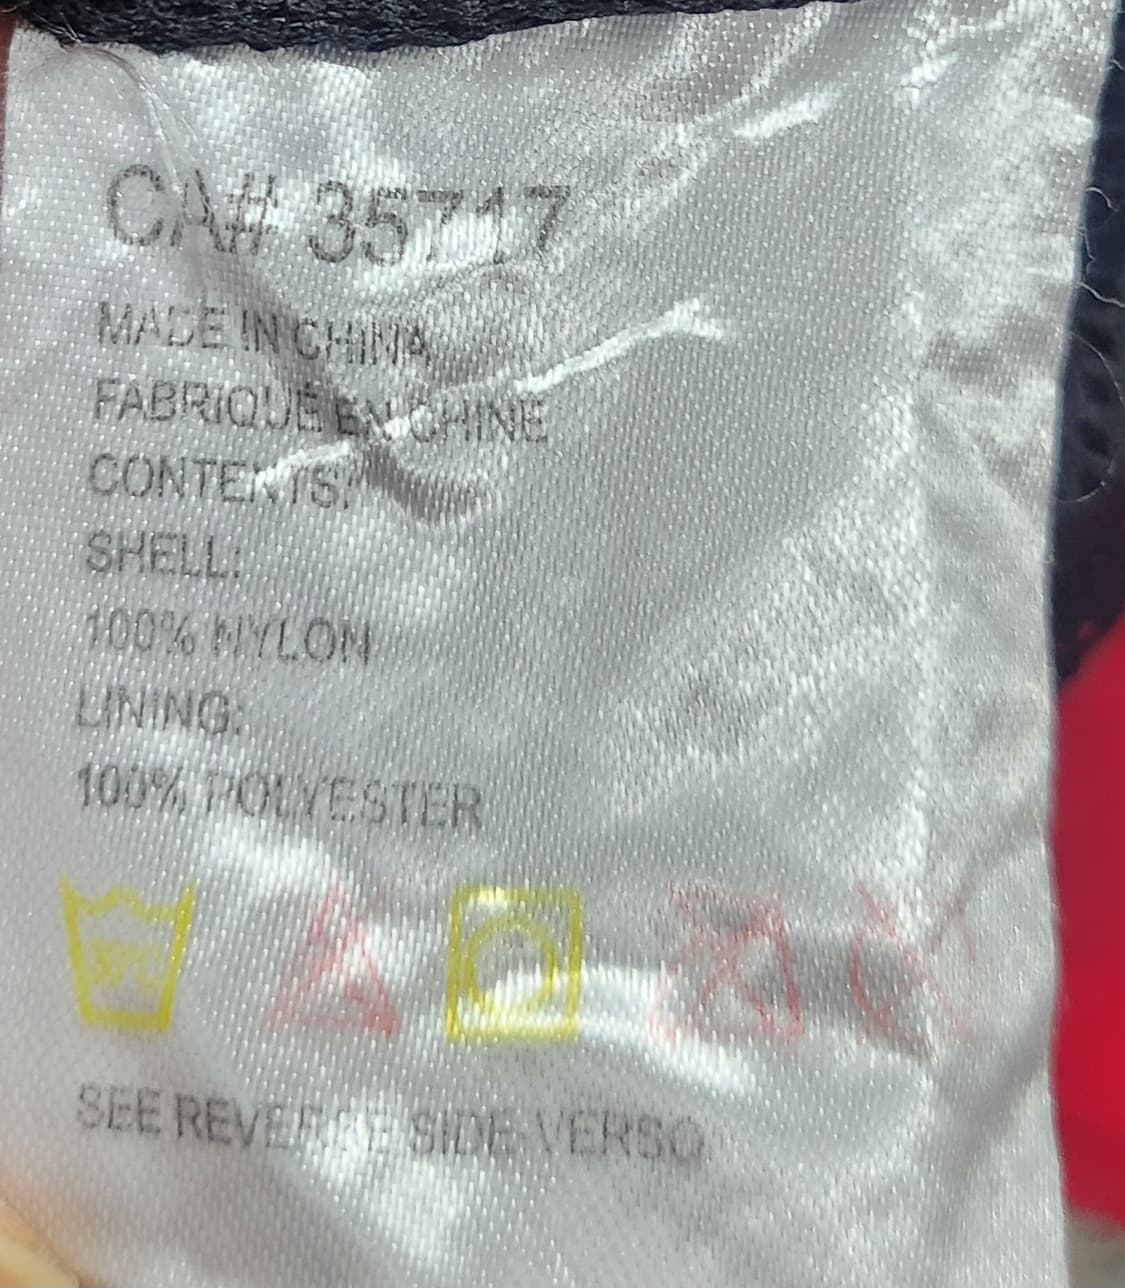 CA# 35717
MADE IN CHINA
FABRIQUÉ EN CHINE
CONTENTS:
SHELL:
100% NYLON
LINING:
100% POLYESTER
30°C
SEE REVERSE SIDE VERSO